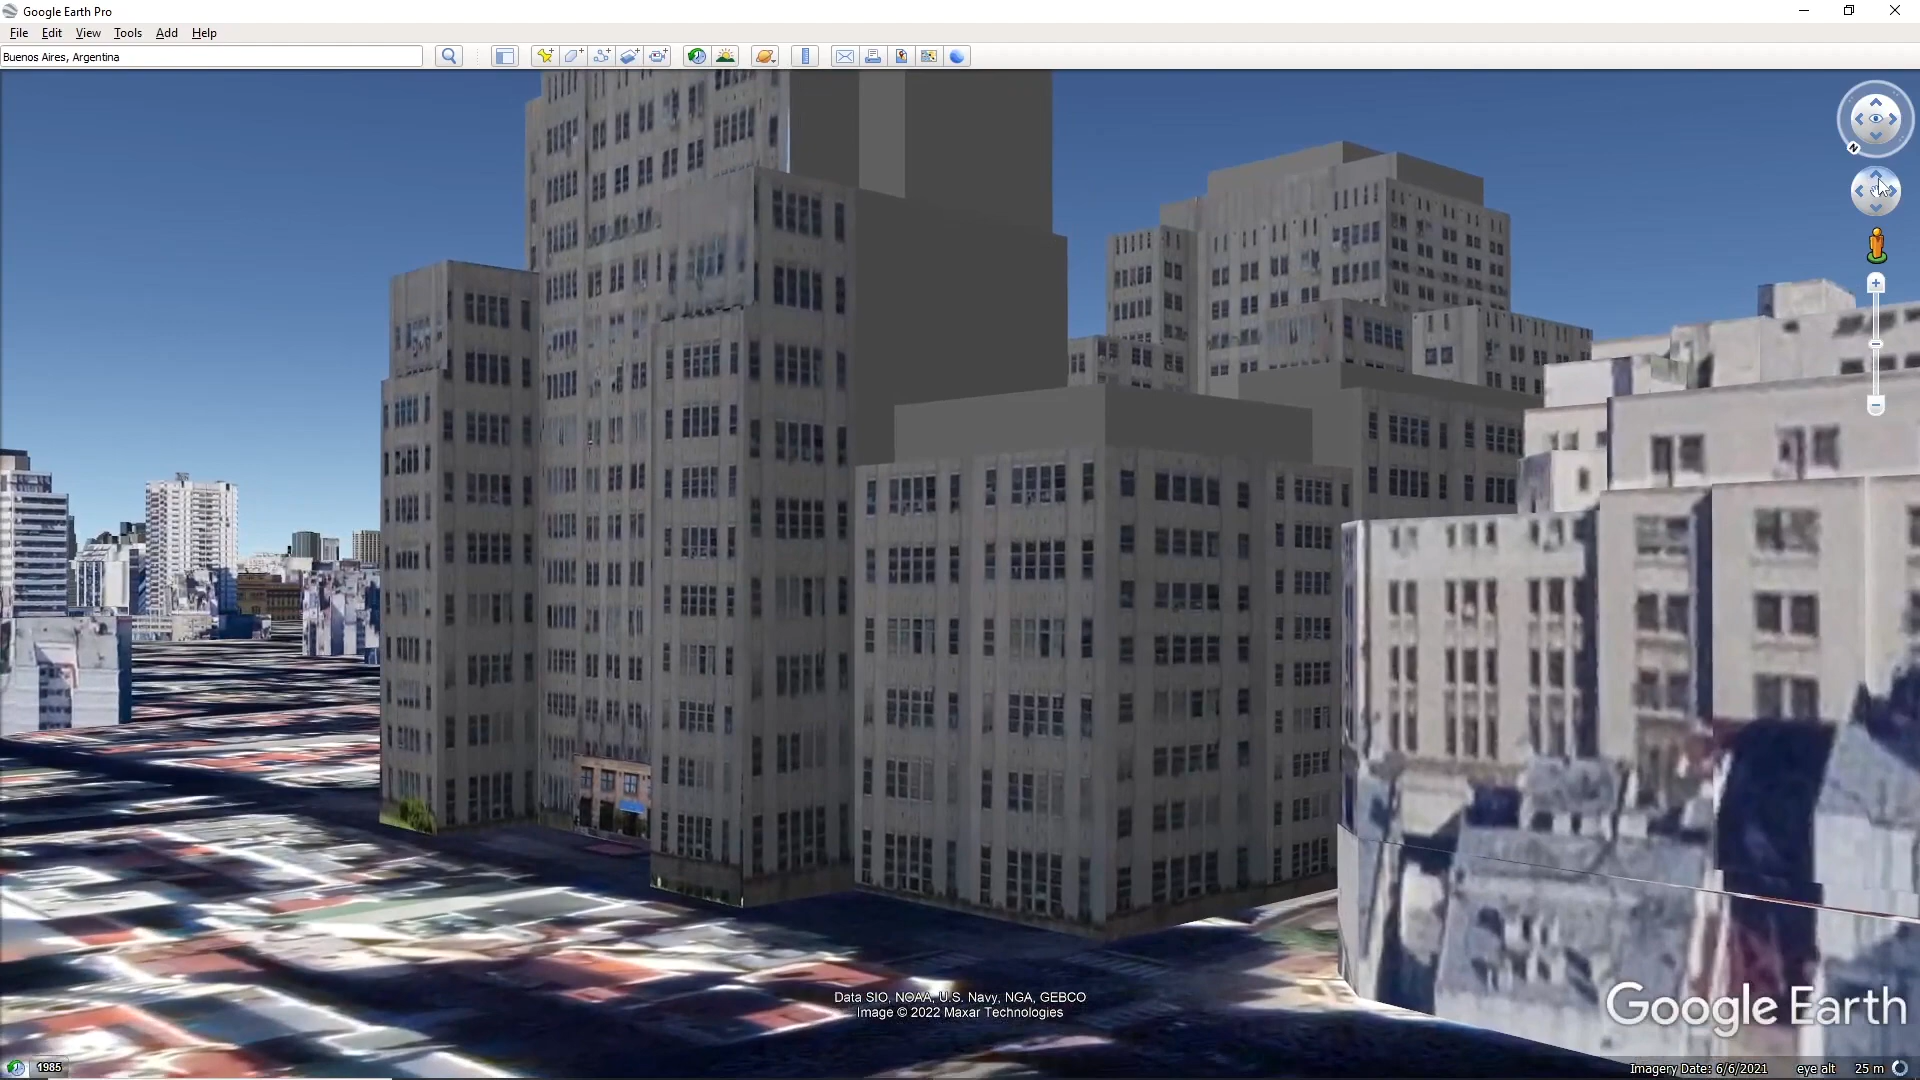 Google Earth Pro
File Edit View Tools Add Help
Buenos Aires, Argentina
N
Data SIO, NOAA, U.S. Navy, NGA, GEBCO
Image © 2022 Maxar Technologies
Google Earth
1985
Imagery Date: 6/6/2021 eye alt 25 m